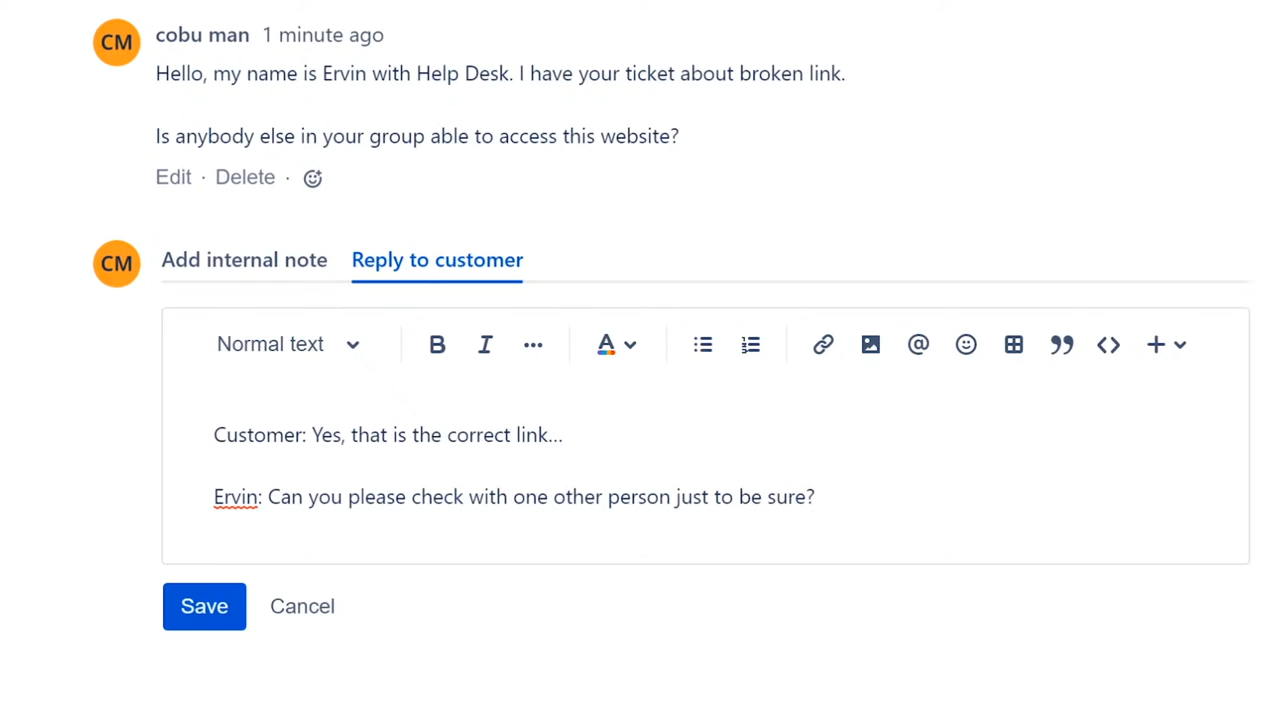 CM
cobu man 1 minute ago
Hello, my name is Ervin with Help Desk. I have your ticket about broken link.
Is anybody else in your group able to access this website?
Edit · Delete ·
CM
Add internal note Reply to customer
Normal text B I ... A @ <> +
Customer: Yes, that is the correct link...
Ervin: Can you please check with one other person just to be sure?
Save Cancel